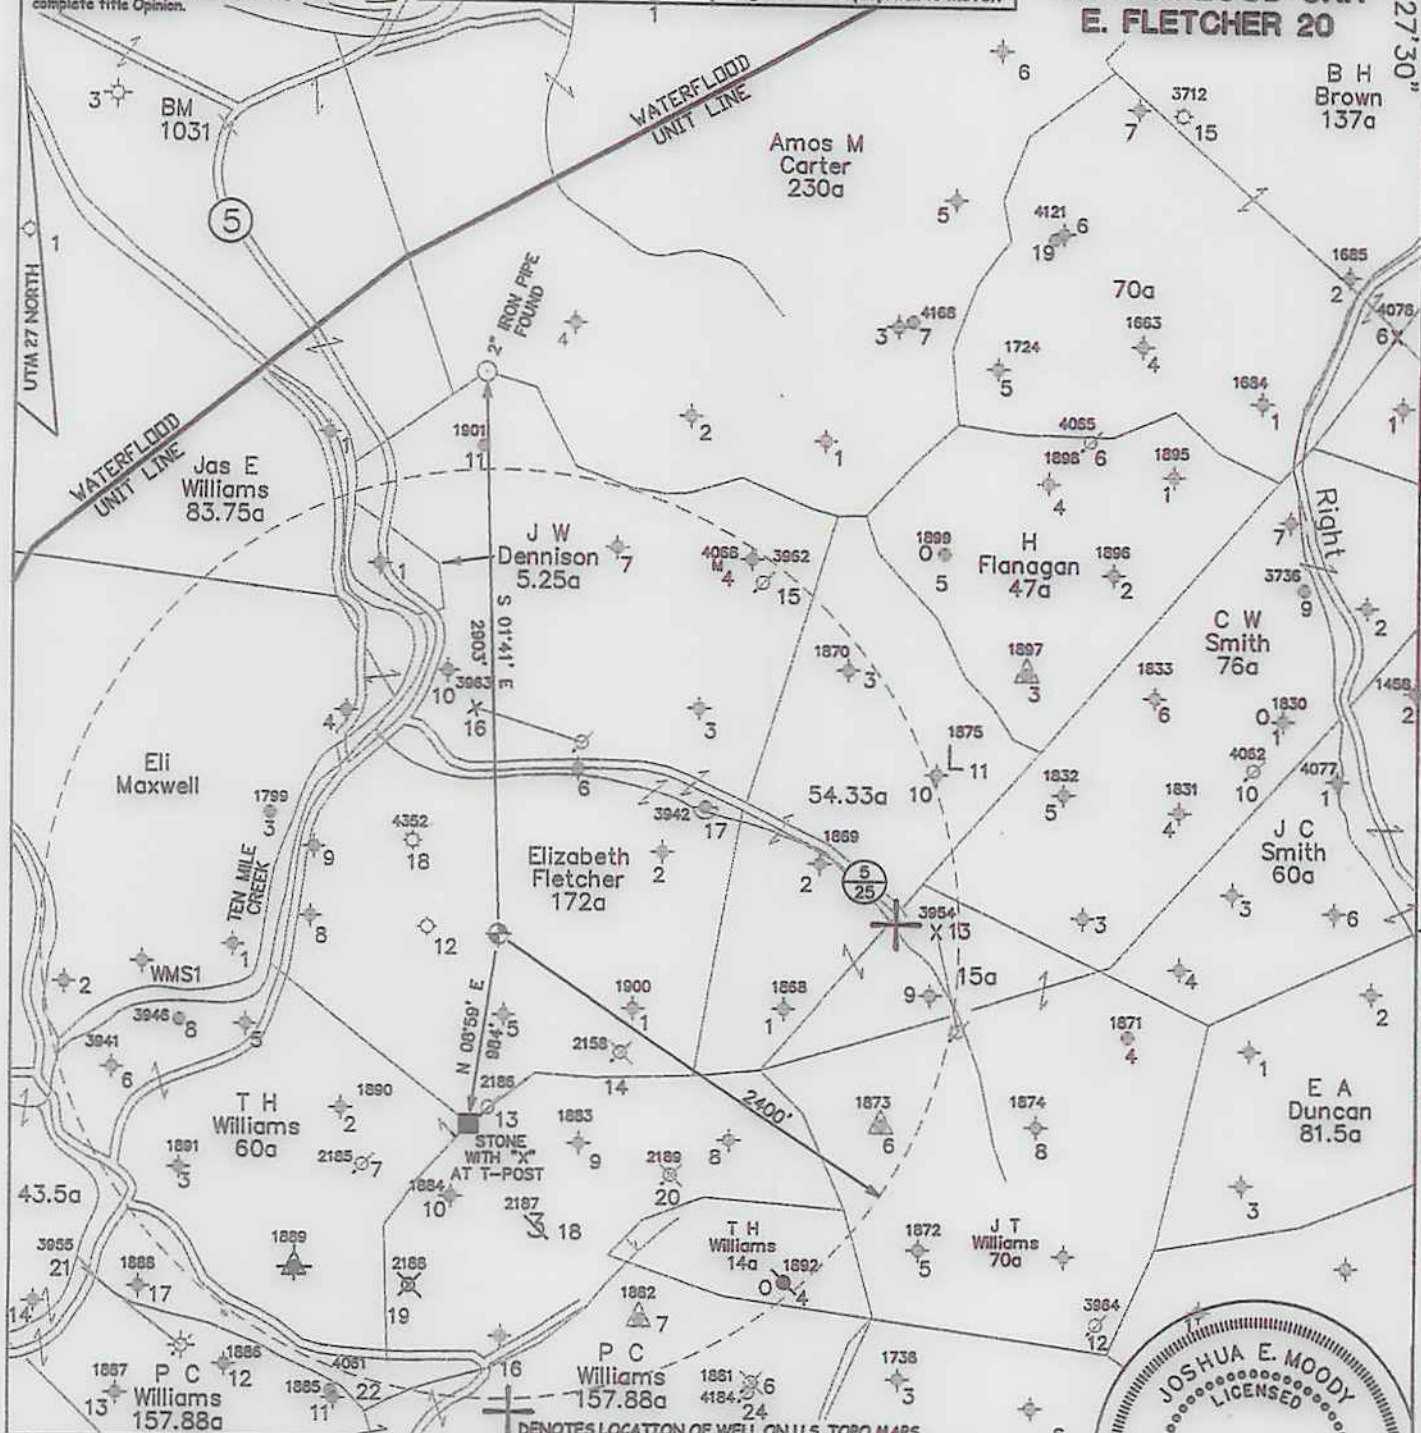 complete title Opinion.
E. FLETCHER 20
27'30"
1
3
BM
1031
5
1
UTM 27 NORTH
WATERFLOOD
UNIT LINE
Amos M
Carter
230a
6
B H
Brown
137a
3712
7
15
5
4121
6
19
70a
1685
2
4078
6
2" IRON PIPE
FOUND
4
4168
3
7
1724
5
1663
4
1684
1
1
WATERFLOOD
UNIT LINE
Jas E
Williams
83.75a
1
1901
11
2
1
4065
6
1898
4
1895
1
J W
Dennison
5.25a
1
7
4068
M
4
3952
15
1899
O
5
H
Flanagan
47a
1896
2
Right
7
3736
9
2
C W
Smith
76a
S 01°41' E
2903'
10
3963
16
4
3
1870
3
1897
3
1833
6
O
1830
1
1456
2
Eli
Maxwell
6
1875
11
10
54.33a
1832
5
1831
4
4062
10
4077
1
1799
3
4352
18
3942
17
1869
2
J C
Smith
60a
9
Elizabeth
Fletcher
172a
2
5
25
3
6
TEN MILE
CREEK
8
12
3954
13
3
1
WMS1
2
15a
4
3946
8
5
N 08°59' E
984'
5
1900
1
1868
1
9
2
3941
6
2158
14
1871
4
1
T H
Williams
60a
1890
2
2186
13
2400'
1873
6
1874
8
E A
Duncan
81.5a
1891
3
2185
7
STONE
WITH "X"
AT T-POST
1883
9
8
2189
20
43.5a
1884
10
2187
3
18
3
3955
21
1889
T H
Williams
14a
1892
O
4
1872
5
J T
Williams
70a
1888
17
2188
19
14
1862
7
3964
12
P C
Williams
157.88a
1887
13
1886
12
4061
22
1885
11
16
P C
Williams
157.88a
1861
6
4184
24
1736
3
JOSHUA E. MOODY
LICENSED
DENOTES LOCATION OF WELL ON U.S. TOPO MAPS